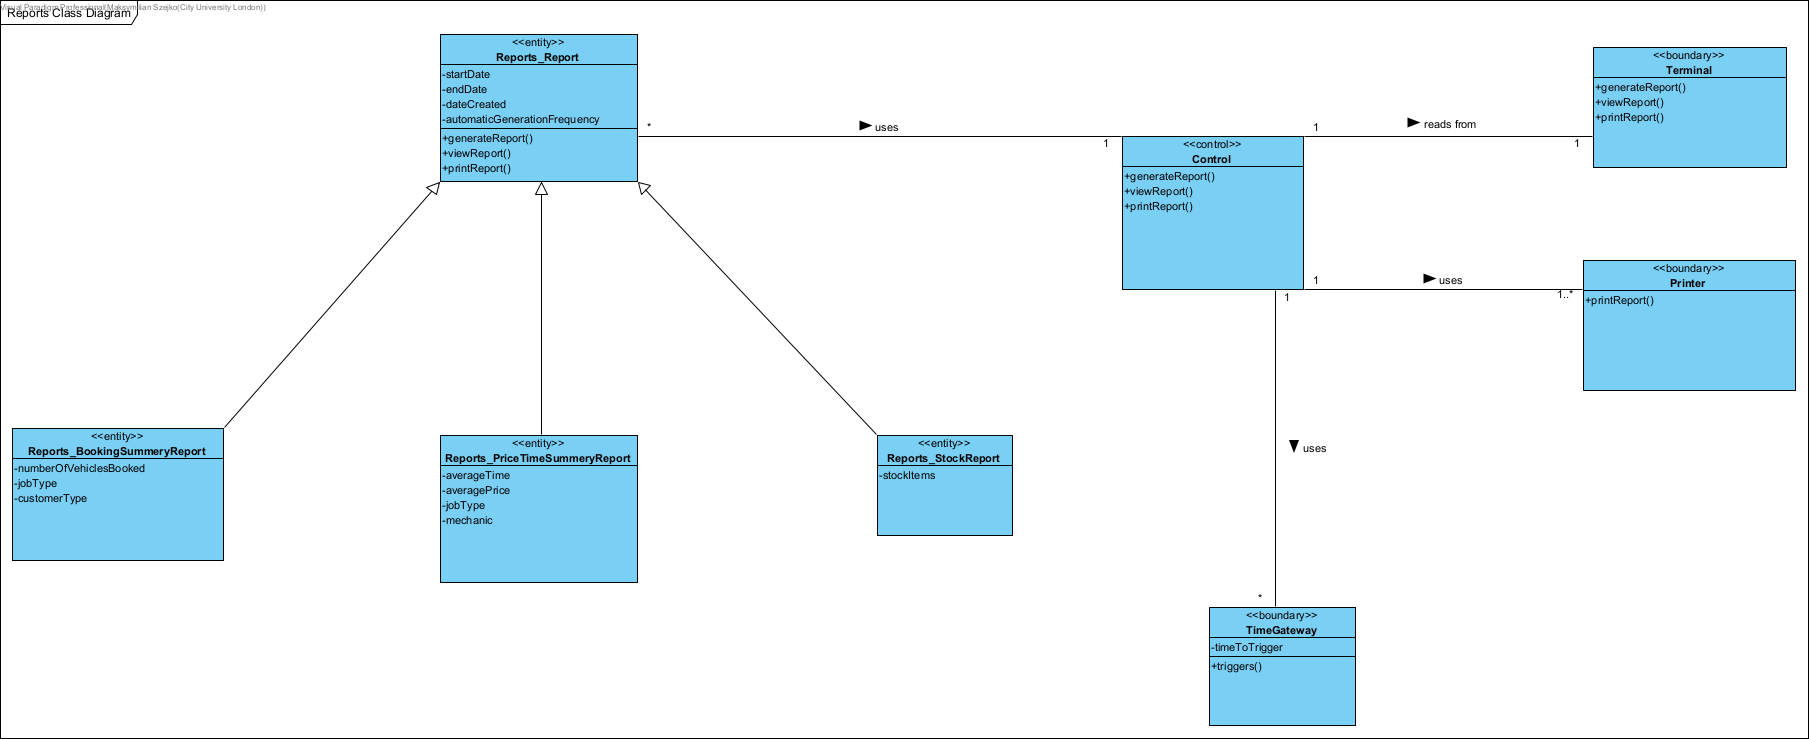 Visual Paradigm Professional(Maksymilian Szejko(City University London))
Reports Class Diagram
<<entity>>
Reports_Report
-startDate
-endDate
-dateCreated
-automaticGenerationFrequency
+generateReport()
+viewReport()
+printReport()
*
uses
1
<<control>>
Control
+generateReport()
+viewReport()
+printReport()
1
reads from
1
<<boundary>>
Terminal
+generateReport()
+viewReport()
+printReport()
1
uses
1..*
<<boundary>>
Printer
+printReport()
1
uses
*
<<boundary>>
TimeGateway
-timeToTrigger
+triggers()
<<entity>>
Reports_BookingSummeryReport
-numberOfVehiclesBooked
-jobType
-customerType
<<entity>>
Reports_PriceTimeSummeryReport
-averageTime
-averagePrice
-jobType
-mechanic
<<entity>>
Reports_StockReport
-stockItems